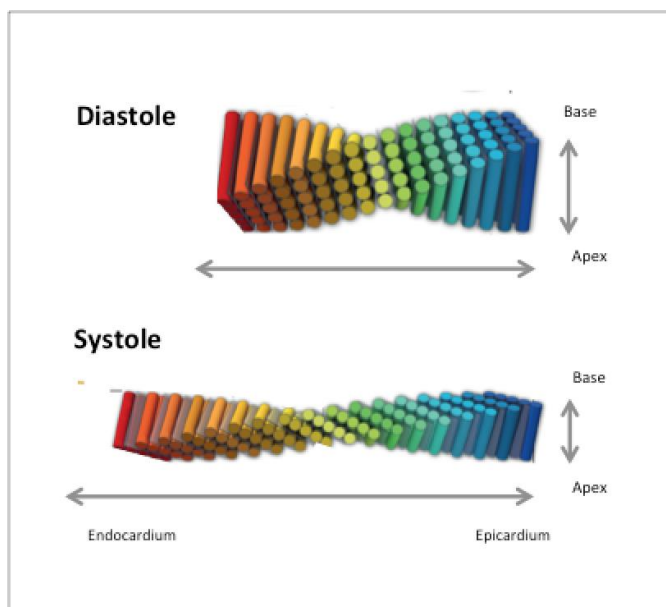 Diastole
Base
Apex
Systole
Base
Apex
Endocardium
Epicardium